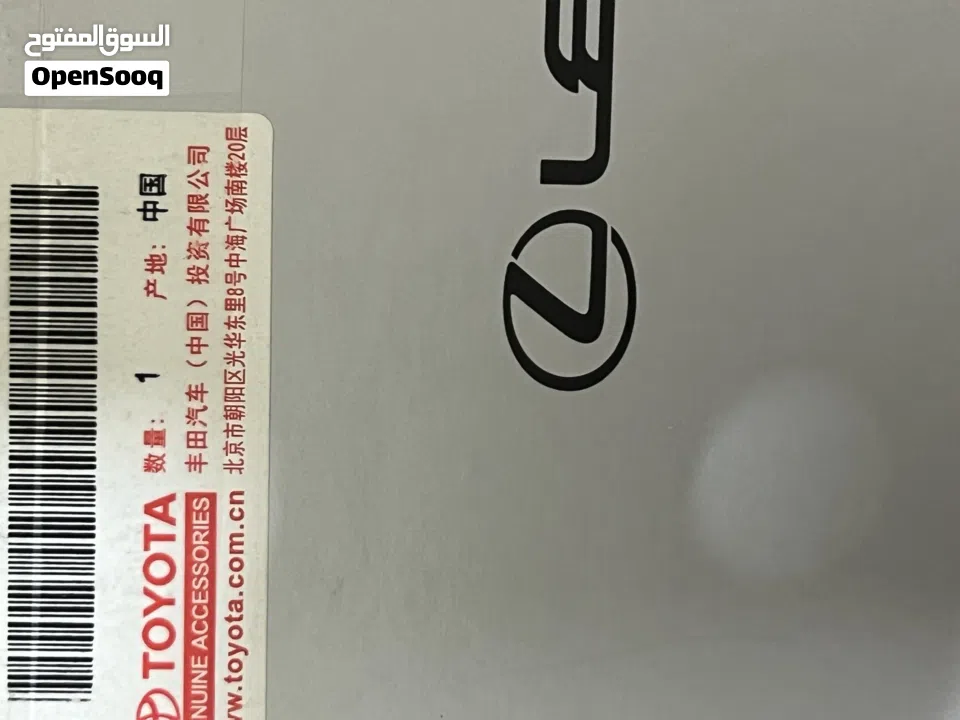 السوق المفتوح
OpenSooq
LE
TOYOTA 数量: 1 产地: 中国
NUINE ACCESSORIES 丰田汽车（中国）投资有限公司
w.toyota.com.cn 北京市朝阳区光华东里8号中海广场南楼20层